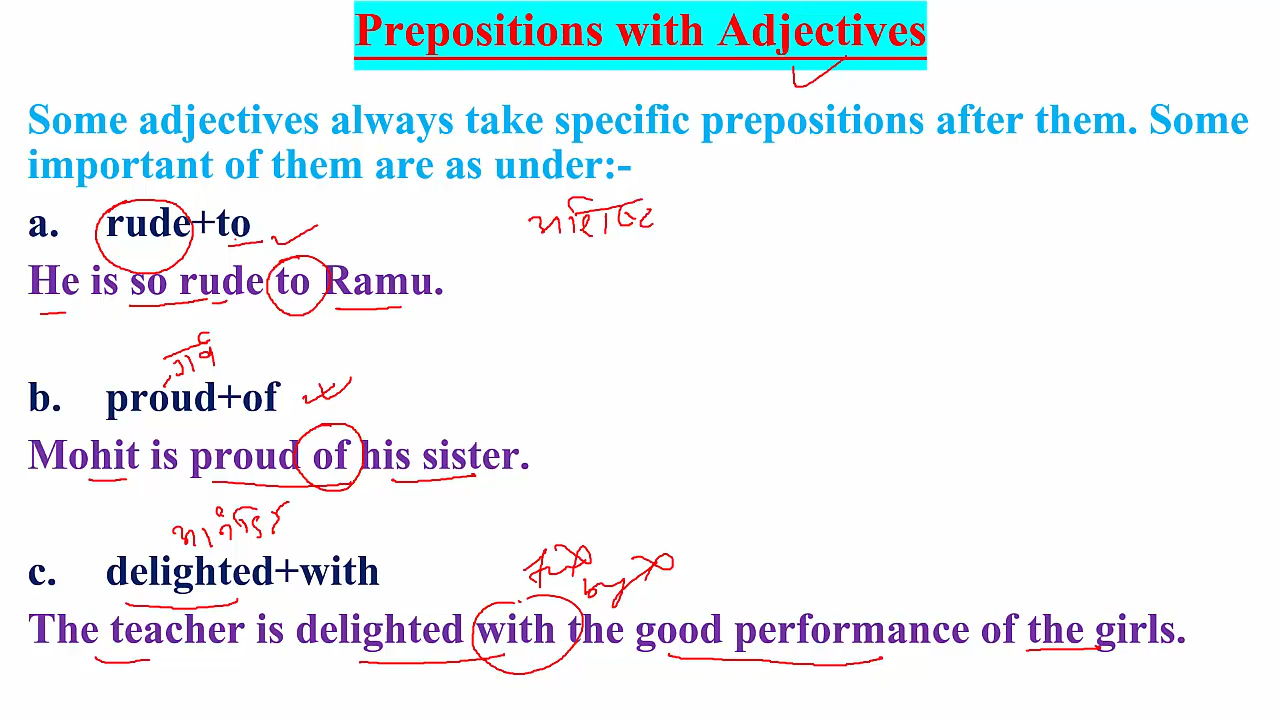 Prepositions with Adjectives
Some adjectives always take specific prepositions after them. Some
important of them are as under:-
a. rude+to
He is so rude to Ramu.
गर्व
b. proud+of
Mohit is proud of his sister.
c. delighted+with
by
The teacher is delighted with the good performance of the girls.